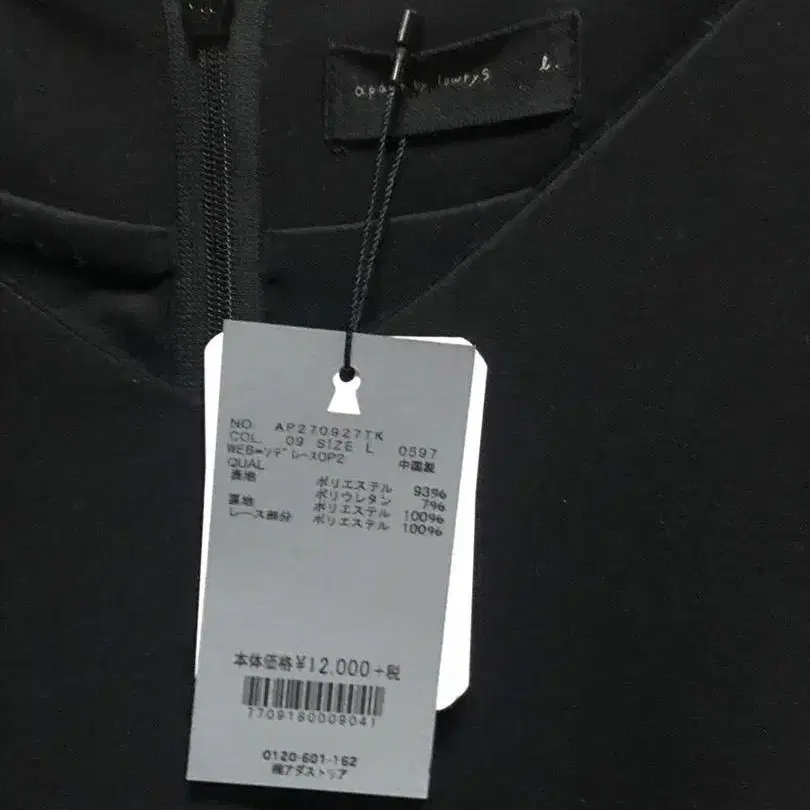 apage by lowrys L.
NO. AP270927TK
COL. 09 SIZE L 0597
WEB=ソデレースOP2 中国製
QUAL
表地 ポリエステル 93%
ポリウレタン 7%
裏地 ポリエステル 100%
レース部分 ポリエステル 100%
本体価格¥12,000+税
7709180009041
0120-601-162
㈱アダストリア